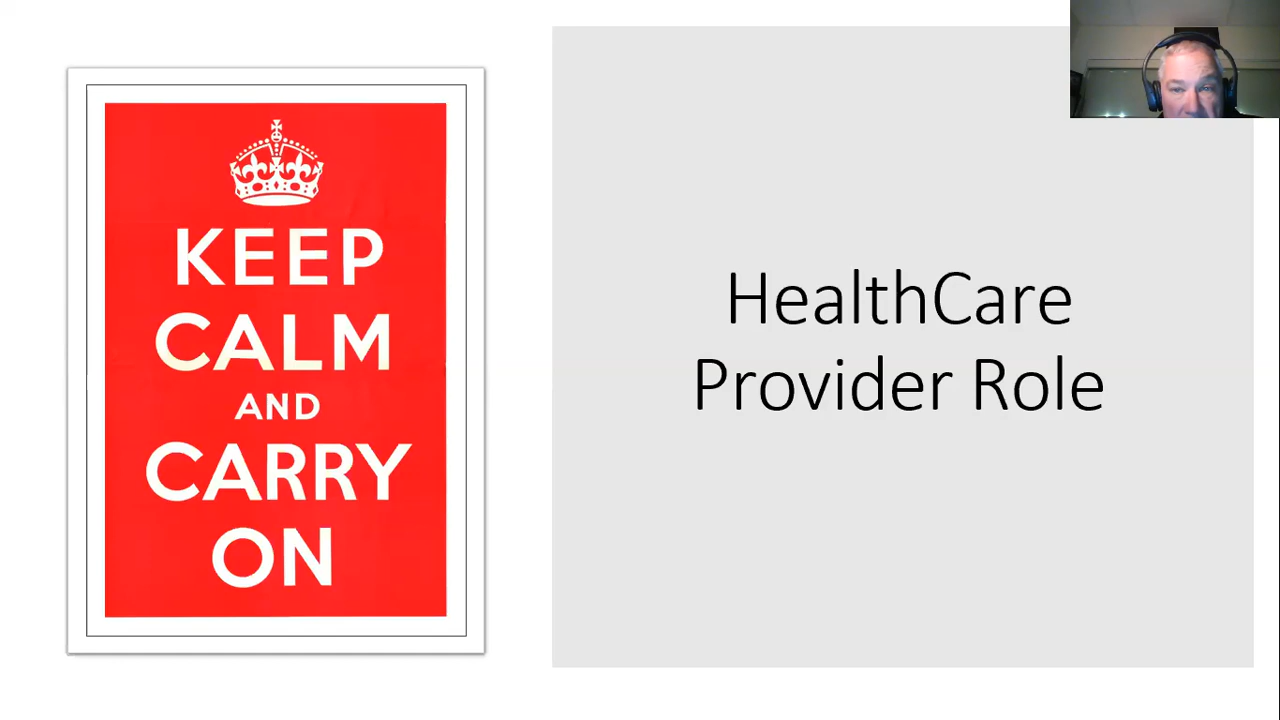 KEEP
CALM
AND
CARRY
ON
HealthCare
Provider Role